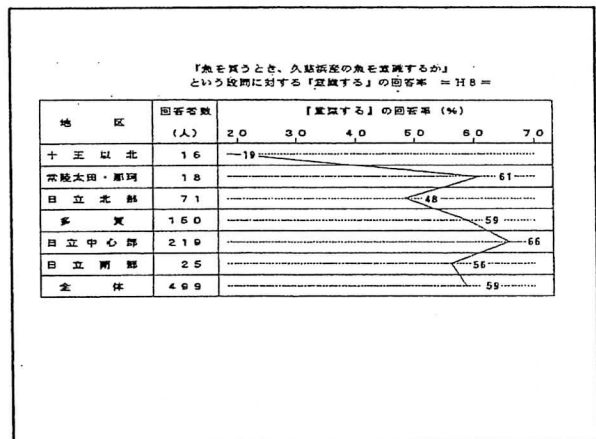 『魚を買うとき、久慈浜産の魚を意識するか』
という設問に対する『意識する』の回答率 =H8=
地 区 回答者数 (人) 『意識する』の回答率 (%)
20 30 40 50 60 70
十王以北 16 19
常陸太田・那珂 18 61
日立北部 71 48
多賀 150 59
日立中心部 219 66
日立南部 25 56
全体 499 59